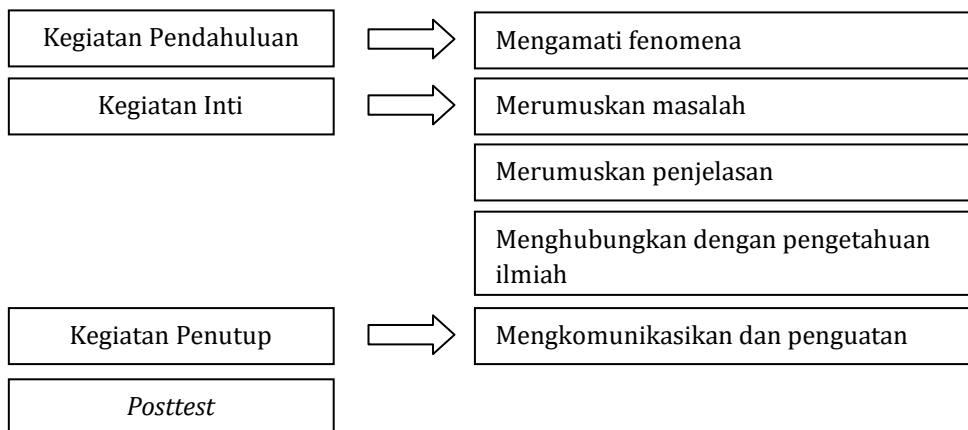 Kegiatan Pendahuluan
Mengamati fenomena
Kegiatan Inti
Merumuskan masalah
Merumuskan penjelasan
Menghubungkan dengan pengetahuan
ilmiah
Kegiatan Penutup
Mengkomunikasikan dan penguatan
Posttest